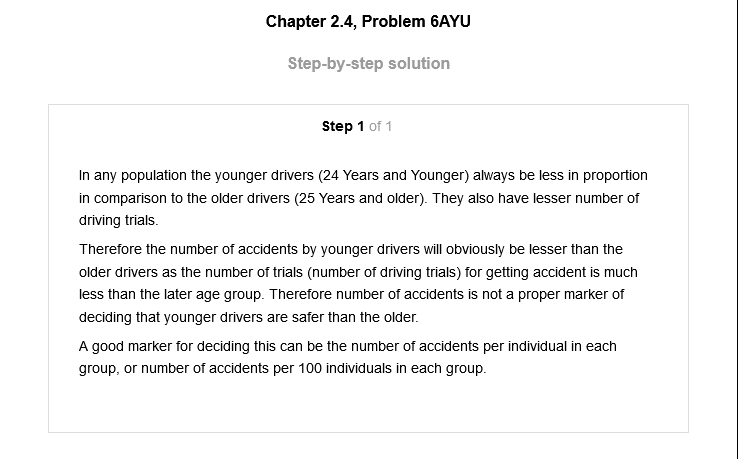 Chapter 2.4, Problem 6AYU
Step-by-step solution
Step 1 of 1
In any population the younger drivers (24 Years and Younger) always be less in proportion
in comparison to the older drivers (25 Years and older). They also have lesser number of
driving trials.
Therefore the number of accidents by younger drivers will obviously be lesser than the
older drivers as the number of trials (number of driving trials) for getting accident is much
less than the later age group. Therefore number of accidents is not a proper marker of
deciding that younger drivers are safer than the older.
A good marker for deciding this can be the number of accidents per individual in each
group, or number of accidents per 100 individuals in each group.